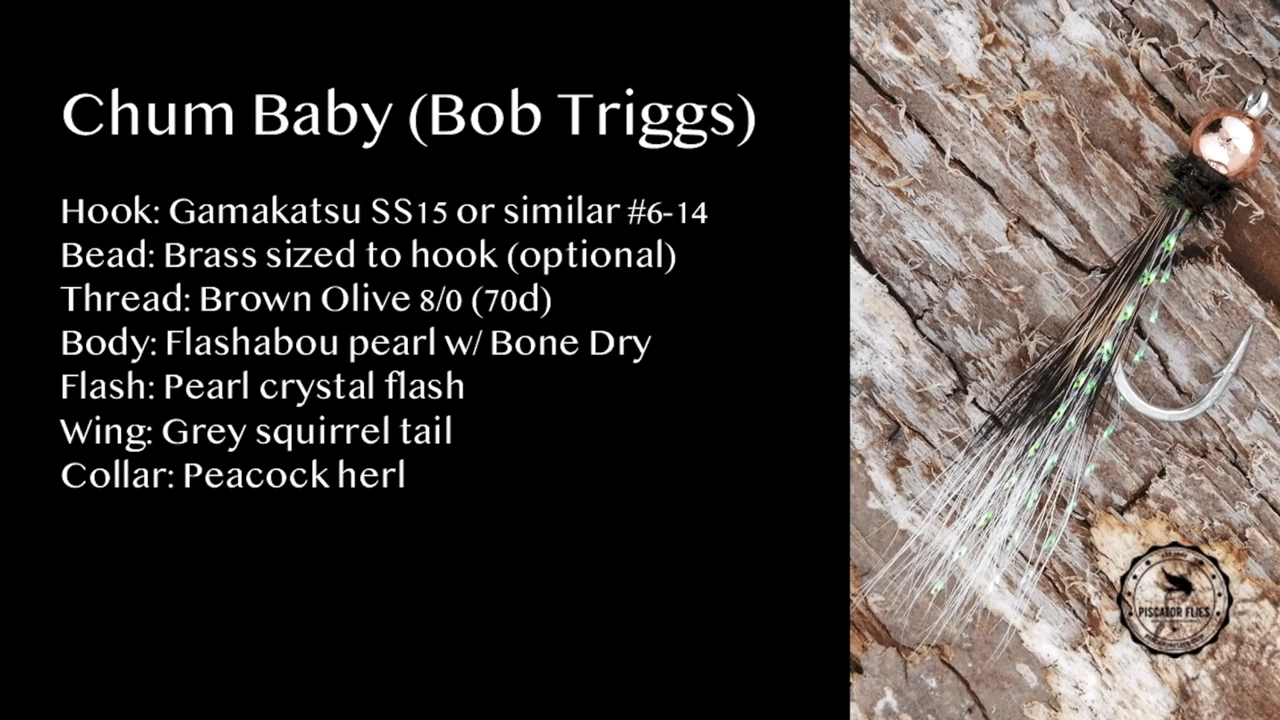 Chum Baby (Bob Triggs)
Hook: Gamakatsu SS15 or similar #6-14
Bead: Brass sized to hook (optional)
Thread: Brown Olive 8/0 (70d)
Body: Flashabou pearl w/ Bone Dry
Flash: Pearl crystal flash
Wing: Grey squirrel tail
Collar: Peacock herl
PISCATOR FLIES